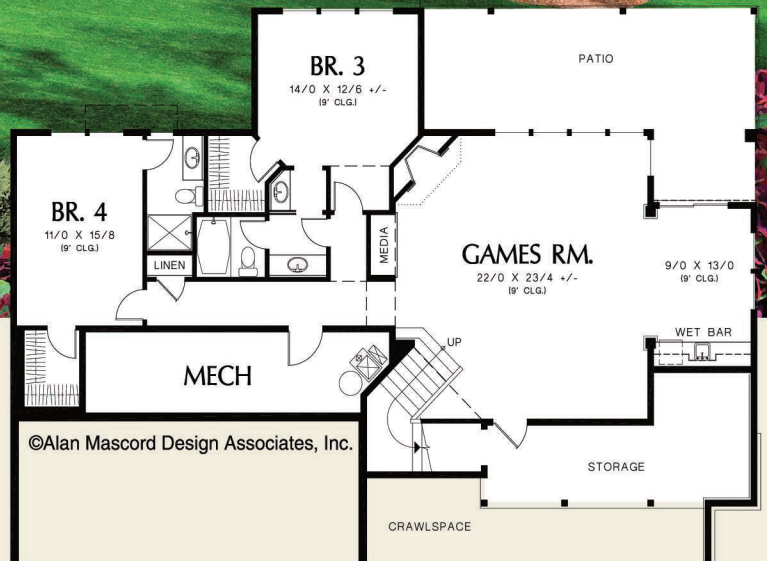 BR. 3
14/0 X 12/6 +/-
(9' CLG.)
PATIO
BR. 4
11/0 X 15/8
(9' CLG.)
LINEN
MEDIA
GAMES RM.
22/0 X 23/4 +/-
(9' CLG.)
9/0 X 13/0
(9' CLG.)
WET BAR
UP
MECH
©Alan Mascord Design Associates, Inc.
STORAGE
CRAWLSPACE